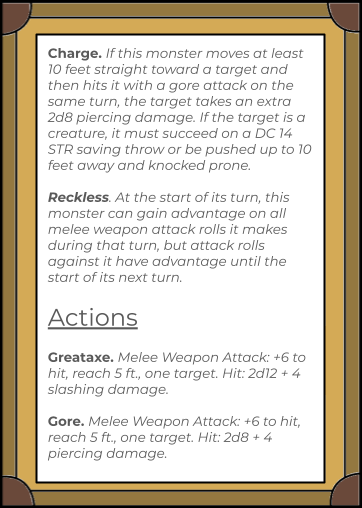 Charge. If this monster moves at least
10 feet straight toward a target and
then hits it with a gore attack on the
same turn, the target takes an extra
2d8 piercing damage. If the target is a
creature, it must succeed on a DC 14
STR saving throw or be pushed up to 10
feet away and knocked prone.
Reckless. At the start of its turn, this
monster can gain advantage on all
melee weapon attack rolls it makes
during that turn, but attack rolls
against it have advantage until the
start of its next turn.
Actions
Greataxe. Melee Weapon Attack: +6 to
hit, reach 5 ft., one target. Hit: 2d12 + 4
slashing damage.
Gore. Melee Weapon Attack: +6 to hit,
reach 5 ft., one target. Hit: 2d8 + 4
piercing damage.